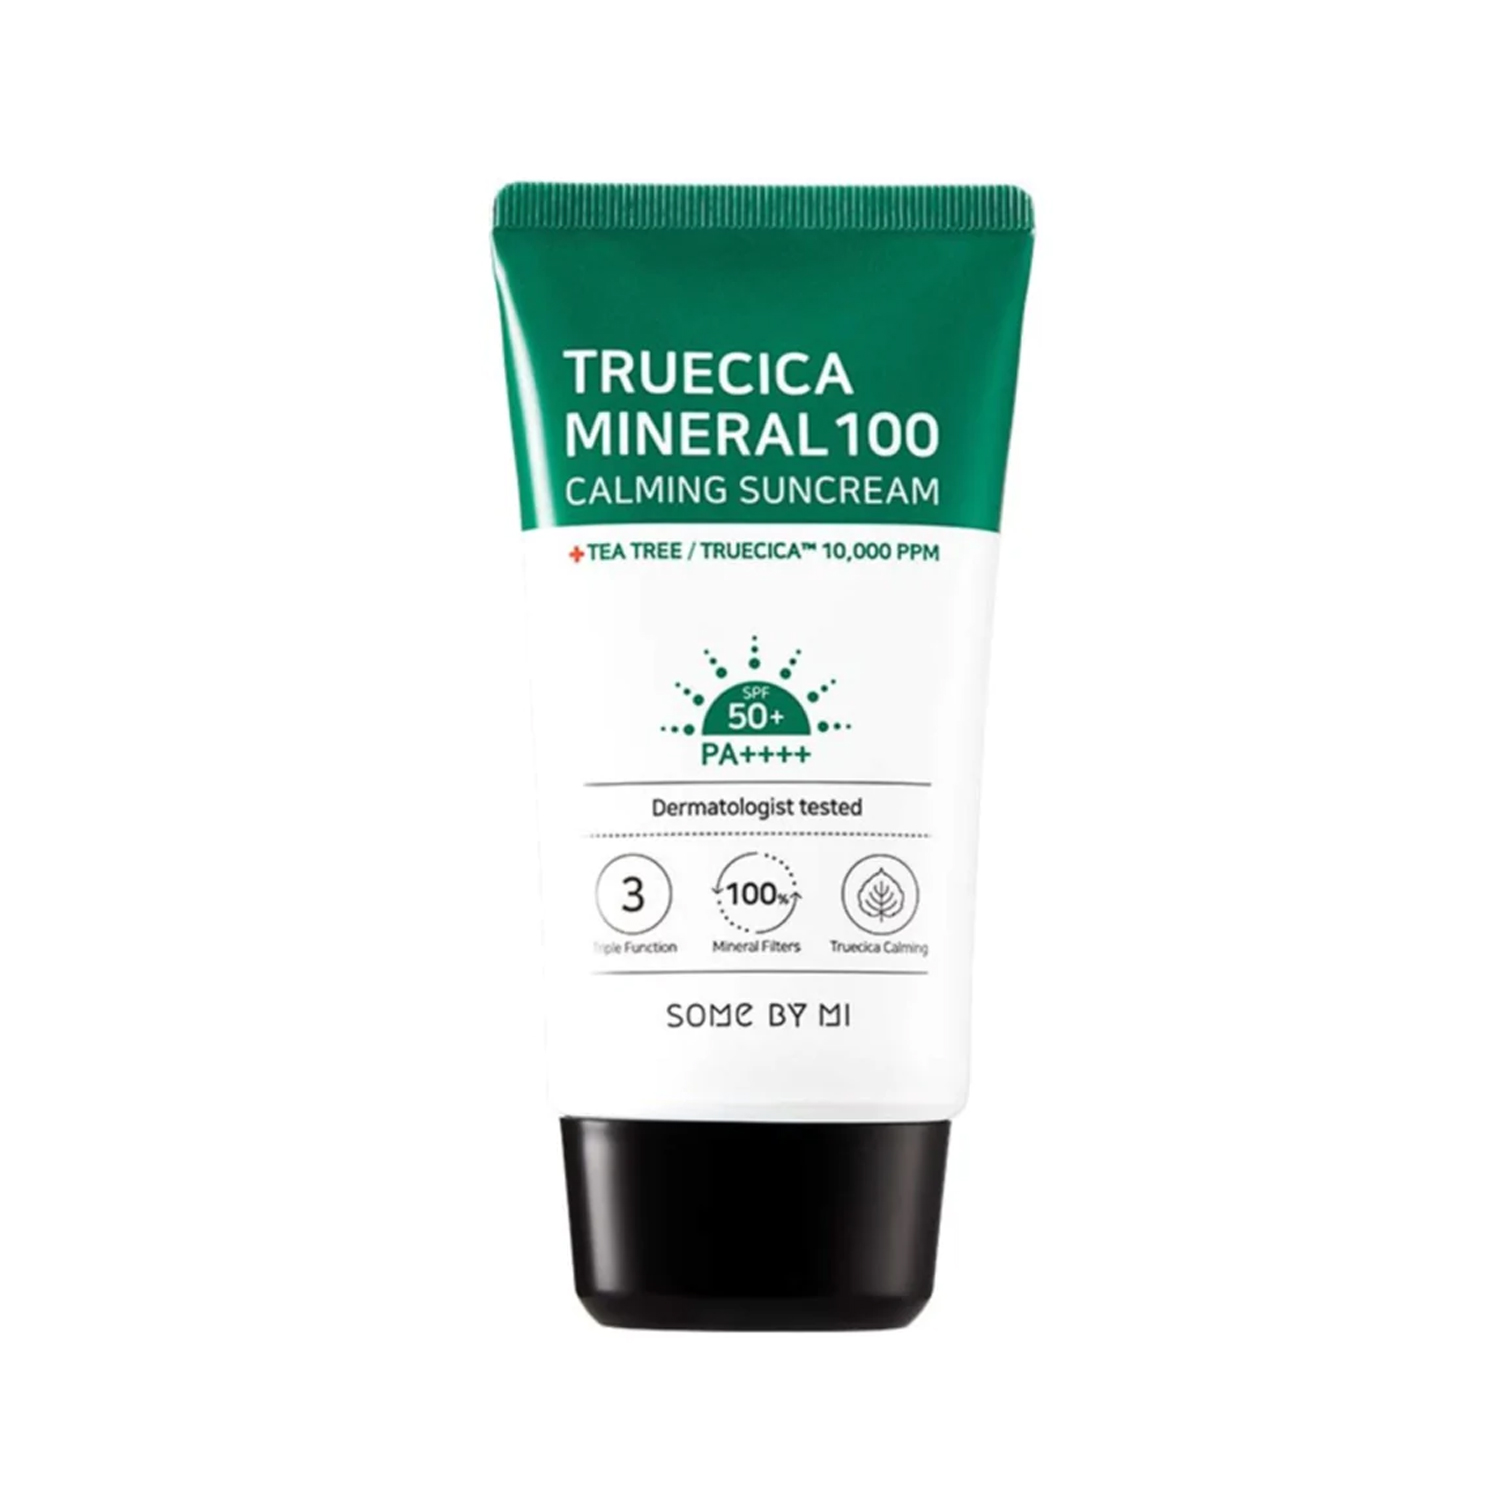 TRUECICA
MINERAL 100
CALMING SUNCREAM
+TEA TREE / TRUECICA™ 10,000 PPM
SPF
50+
PA++++
Dermatologist tested
3
100%
Triple Function
Mineral Filters
Truecica Calming
SOME BY MI